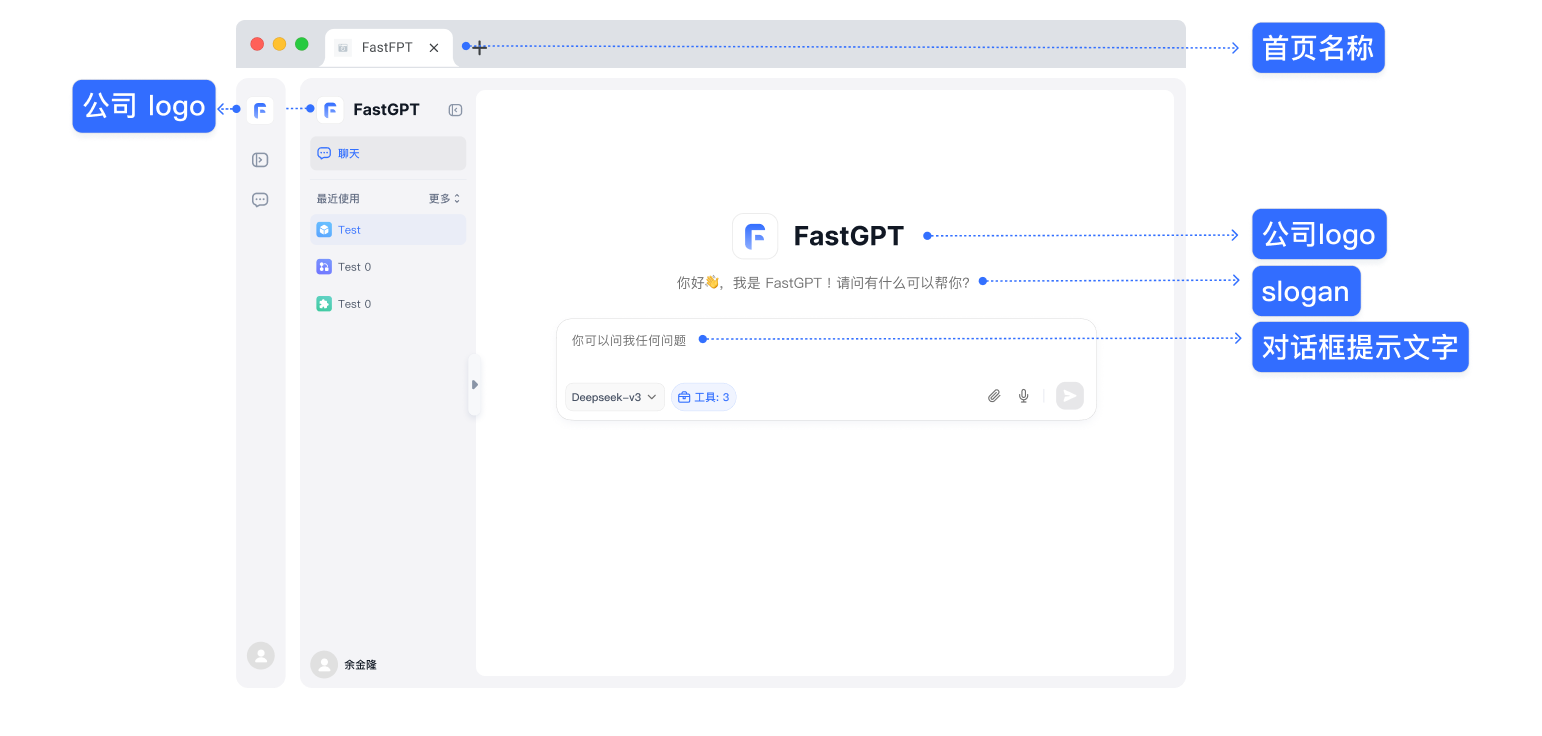 FastFPT
首页名称
公司 logo
FastGPT
聊天
最近使用 更多
Test
Test 0
Test 0
余金隆
FastGPT
公司logo
你好👋，我是 FastGPT！请问有什么可以帮你?
slogan
你可以问我任何问题
对话框提示文字
Deepseek-v3 工具: 3